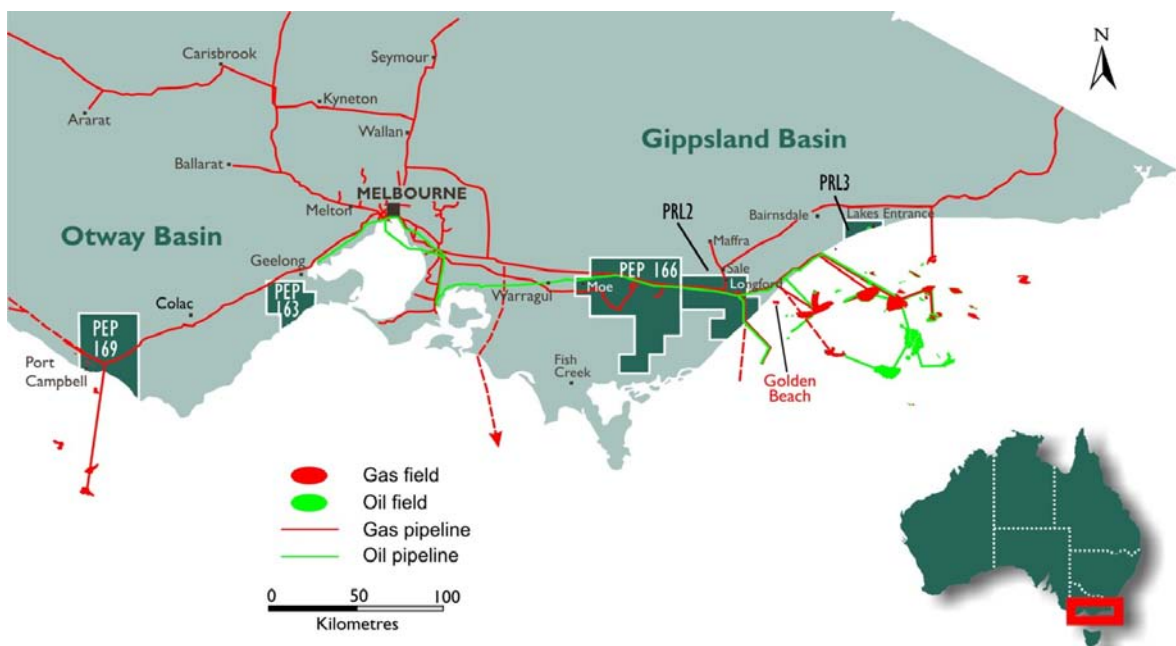 N
Carisbrook
Seymour
Kyneton
Ararat
Wallan
Gippsland Basin
Ballarat
PRL3
MELBOURNE
Melton
PRL2
Bairnsdale
Lakes Entrance
Otway Basin
Maffra
Geelong
Sale
PEP 166
Longford
Moe
Warragul
Colac
PEP
163
PEP
169
Port
Campbell
Fish
Creek
Golden
Beach
Gas field
Oil field
Gas pipeline
Oil pipeline
0 50 100
Kilometres